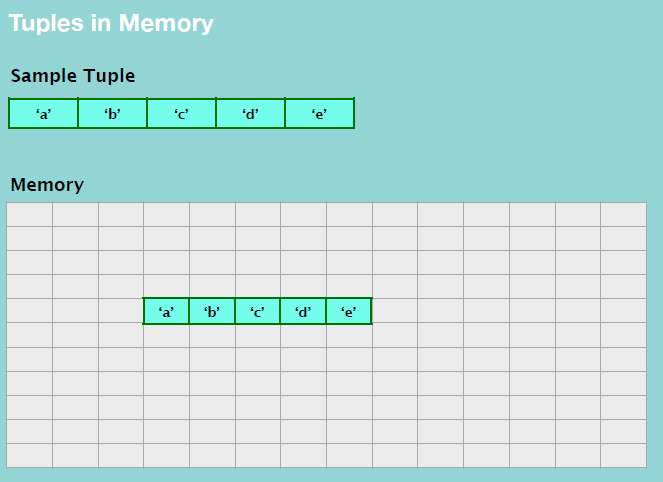 Tuples in Memory
Sample Tuple
‘a’ ‘b’ ‘c’ ‘d’ ‘e’
Memory
‘a’ ‘b’ ‘c’ ‘d’ ‘e’